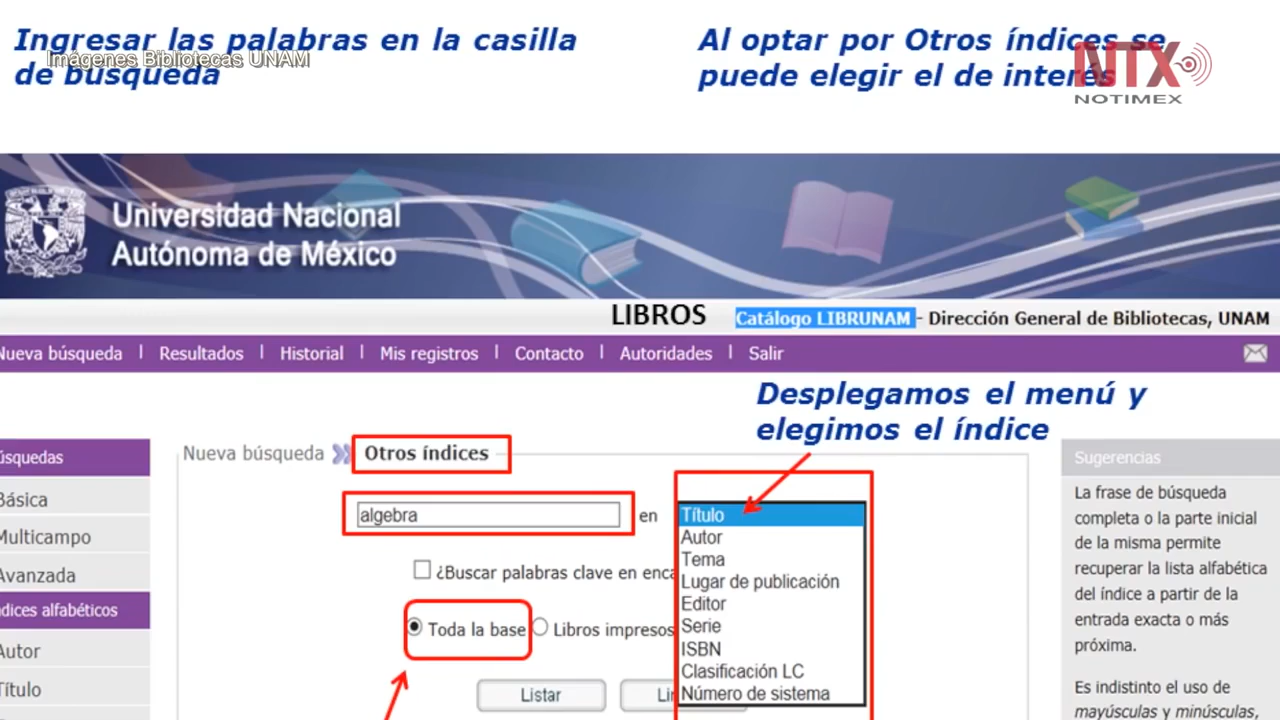 Ingresar las palabras en la casilla
de búsqueda
Imágenes Bibliotecas UNAM
Al optar por Otros índices se
puede elegir el de interés
NTX
NOTIMEX
Universidad Nacional
Autónoma de México
LIBROS
Catálogo LIBRUNAM - Dirección General de Bibliotecas, UNAM
Nueva búsqueda | Resultados | Historial | Mis registros | Contacto | Autoridades | Salir
Desplegamos el menú y
elegimos el índice
úsquedas
Básica
Multicampo
Avanzada
ndices alfabéticos
Autor
Título
Nueva búsqueda » Otros índices
algebra en
Título
Autor
Tema
Lugar de publicación
Editor
Serie
ISBN
Clasificación LC
Número de sistema
¿Buscar palabras clave en enca
Toda la base Libros impresos
Listar Li
Sugerencias
La frase de búsqueda
completa o la parte inicial
de la misma permite
recuperar la lista alfabética
del índice a partir de la
entrada exacta o más
próxima.
Es indistinto el uso de
mayúsculas y minúsculas,